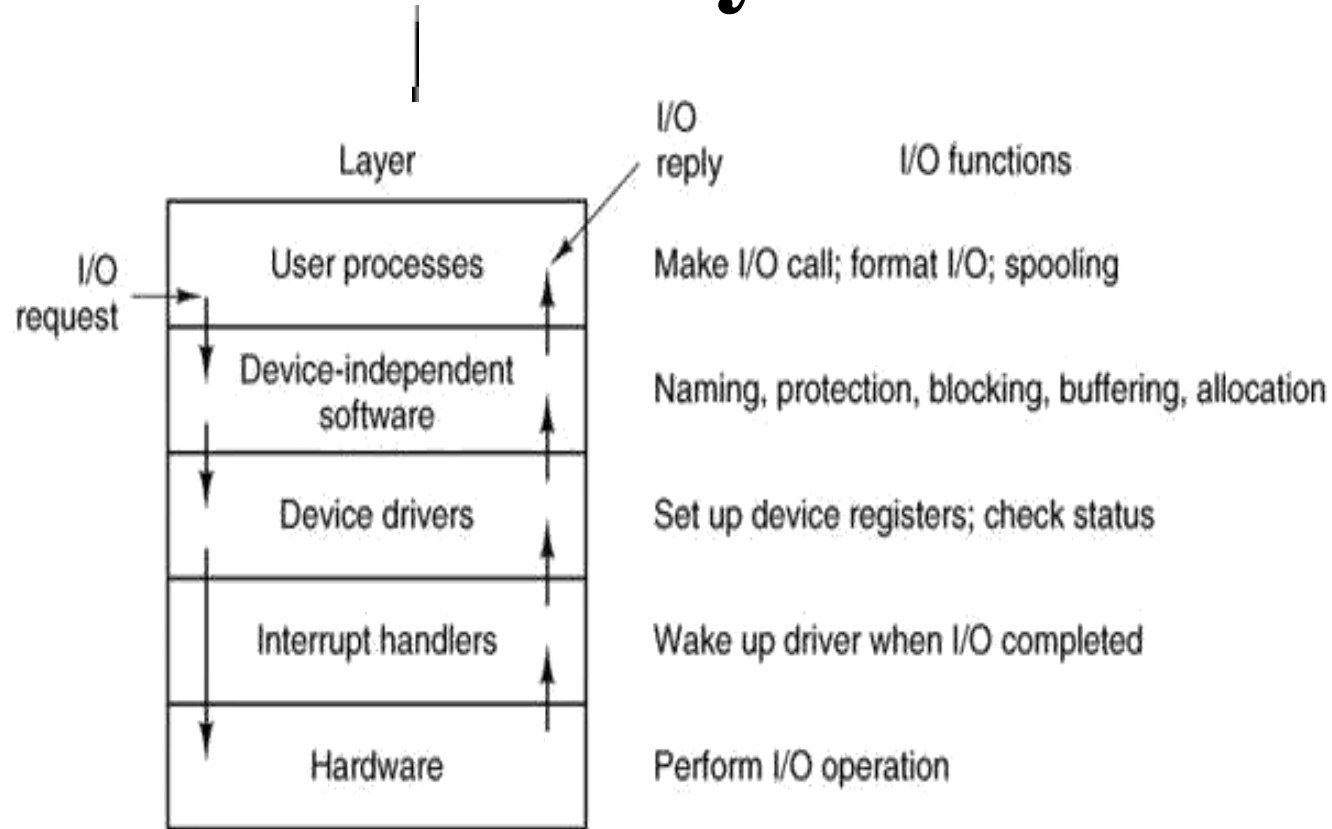 I/O
reply
Layer
I/O functions
User processes
Make I/O call; format I/O; spooling
I/O
request
Device-independent
software
Naming, protection, blocking, buffering, allocation
Device drivers
Set up device registers; check status
Interrupt handlers
Wake up driver when I/O completed
Hardware
Perform I/O operation